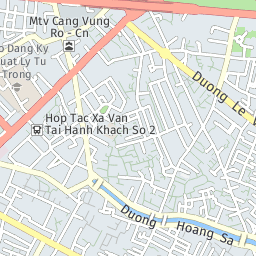 Mtv Cang Vung
Ro - Cn
o Dang Ky
uat Ly Tu
Trong
Duong Le
Hop Tac Xa Van
Tai Hanh Khach So 2
Duong Hoang Sa